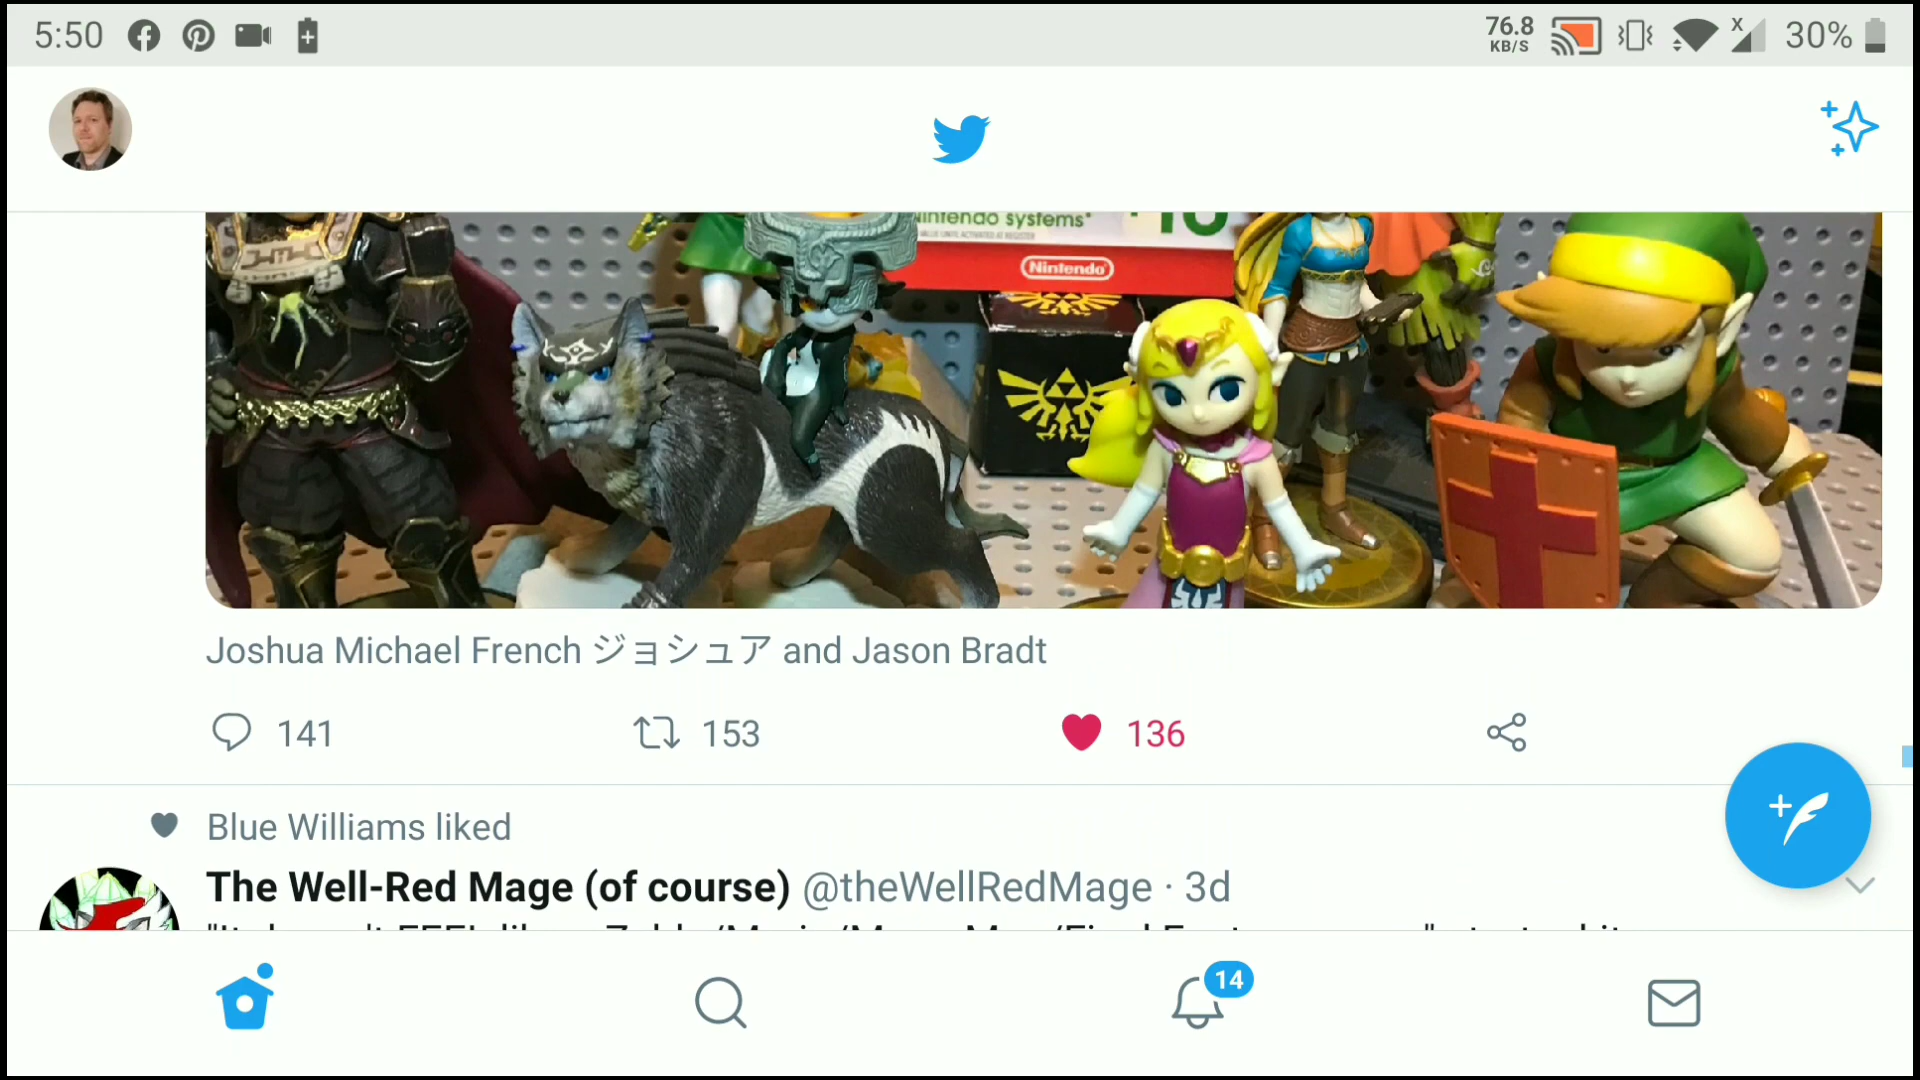 5:50
76.8
KB/S
X
30%
Nintendo systems*
Nintendo
Joshua Michael French ジョシュア and Jason Bradt
141
153
136
Blue Williams liked
The Well-Red Mage (of course) @theWellRedMage · 3d
14